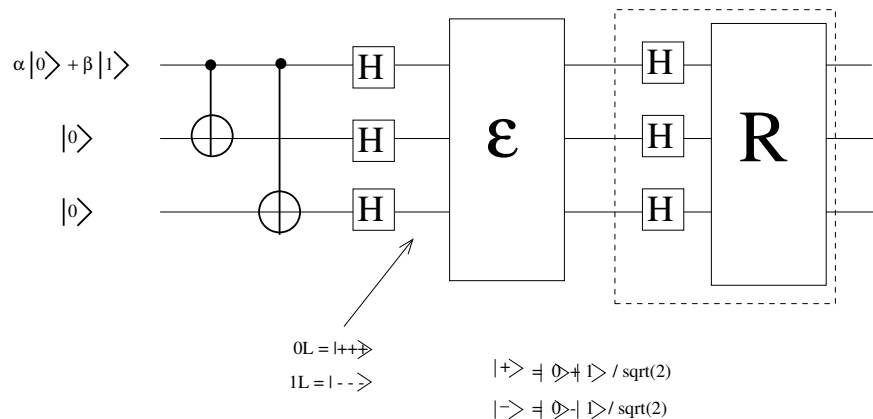 α|0> + β|1>
|0>
|0>
H
H
H
ε
H
H
H
R
0L = |+++>
1L = |- - ->
|+> =| 0>+| 1> / sqrt(2)
|−> =| 0>-| 1> / sqrt(2)